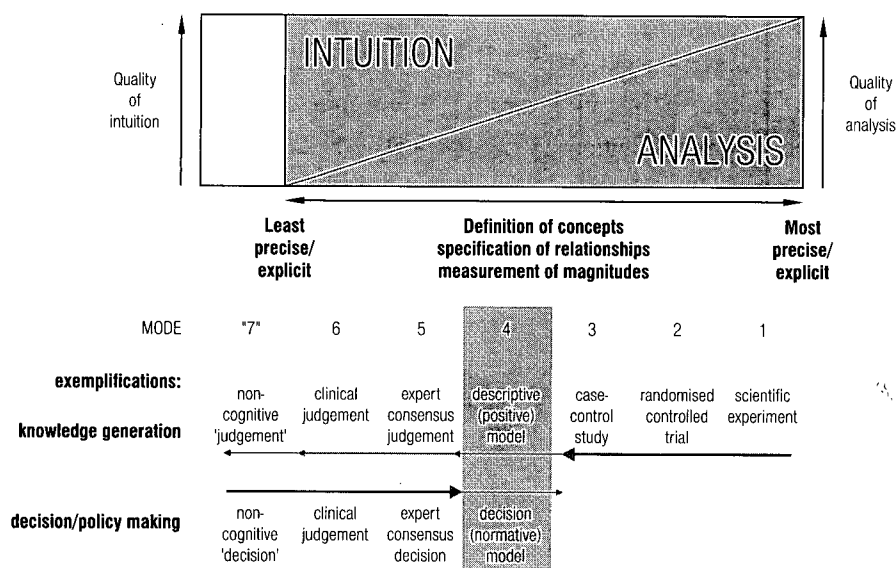 INTUITION
Quality
of
intuition
ANALYSIS
Quality
of
analysis
Least
precise/
explicit
Definition of concepts
specification of relationships
measurement of magnitudes
Most
precise/
explicit
MODE "7" 6 5 4 3 2 1
exemplifications:
knowledge generation
non-
cognitive
'judgement'
clinical
judgement
expert
consensus
judgement
descriptive
(positive)
model
case-
control
study
randomised
controlled
trial
scientific
experiment
decision/policy making
non-
cognitive
'decision'
clinical
judgement
expert
consensus
decision
decision
(normative)
model